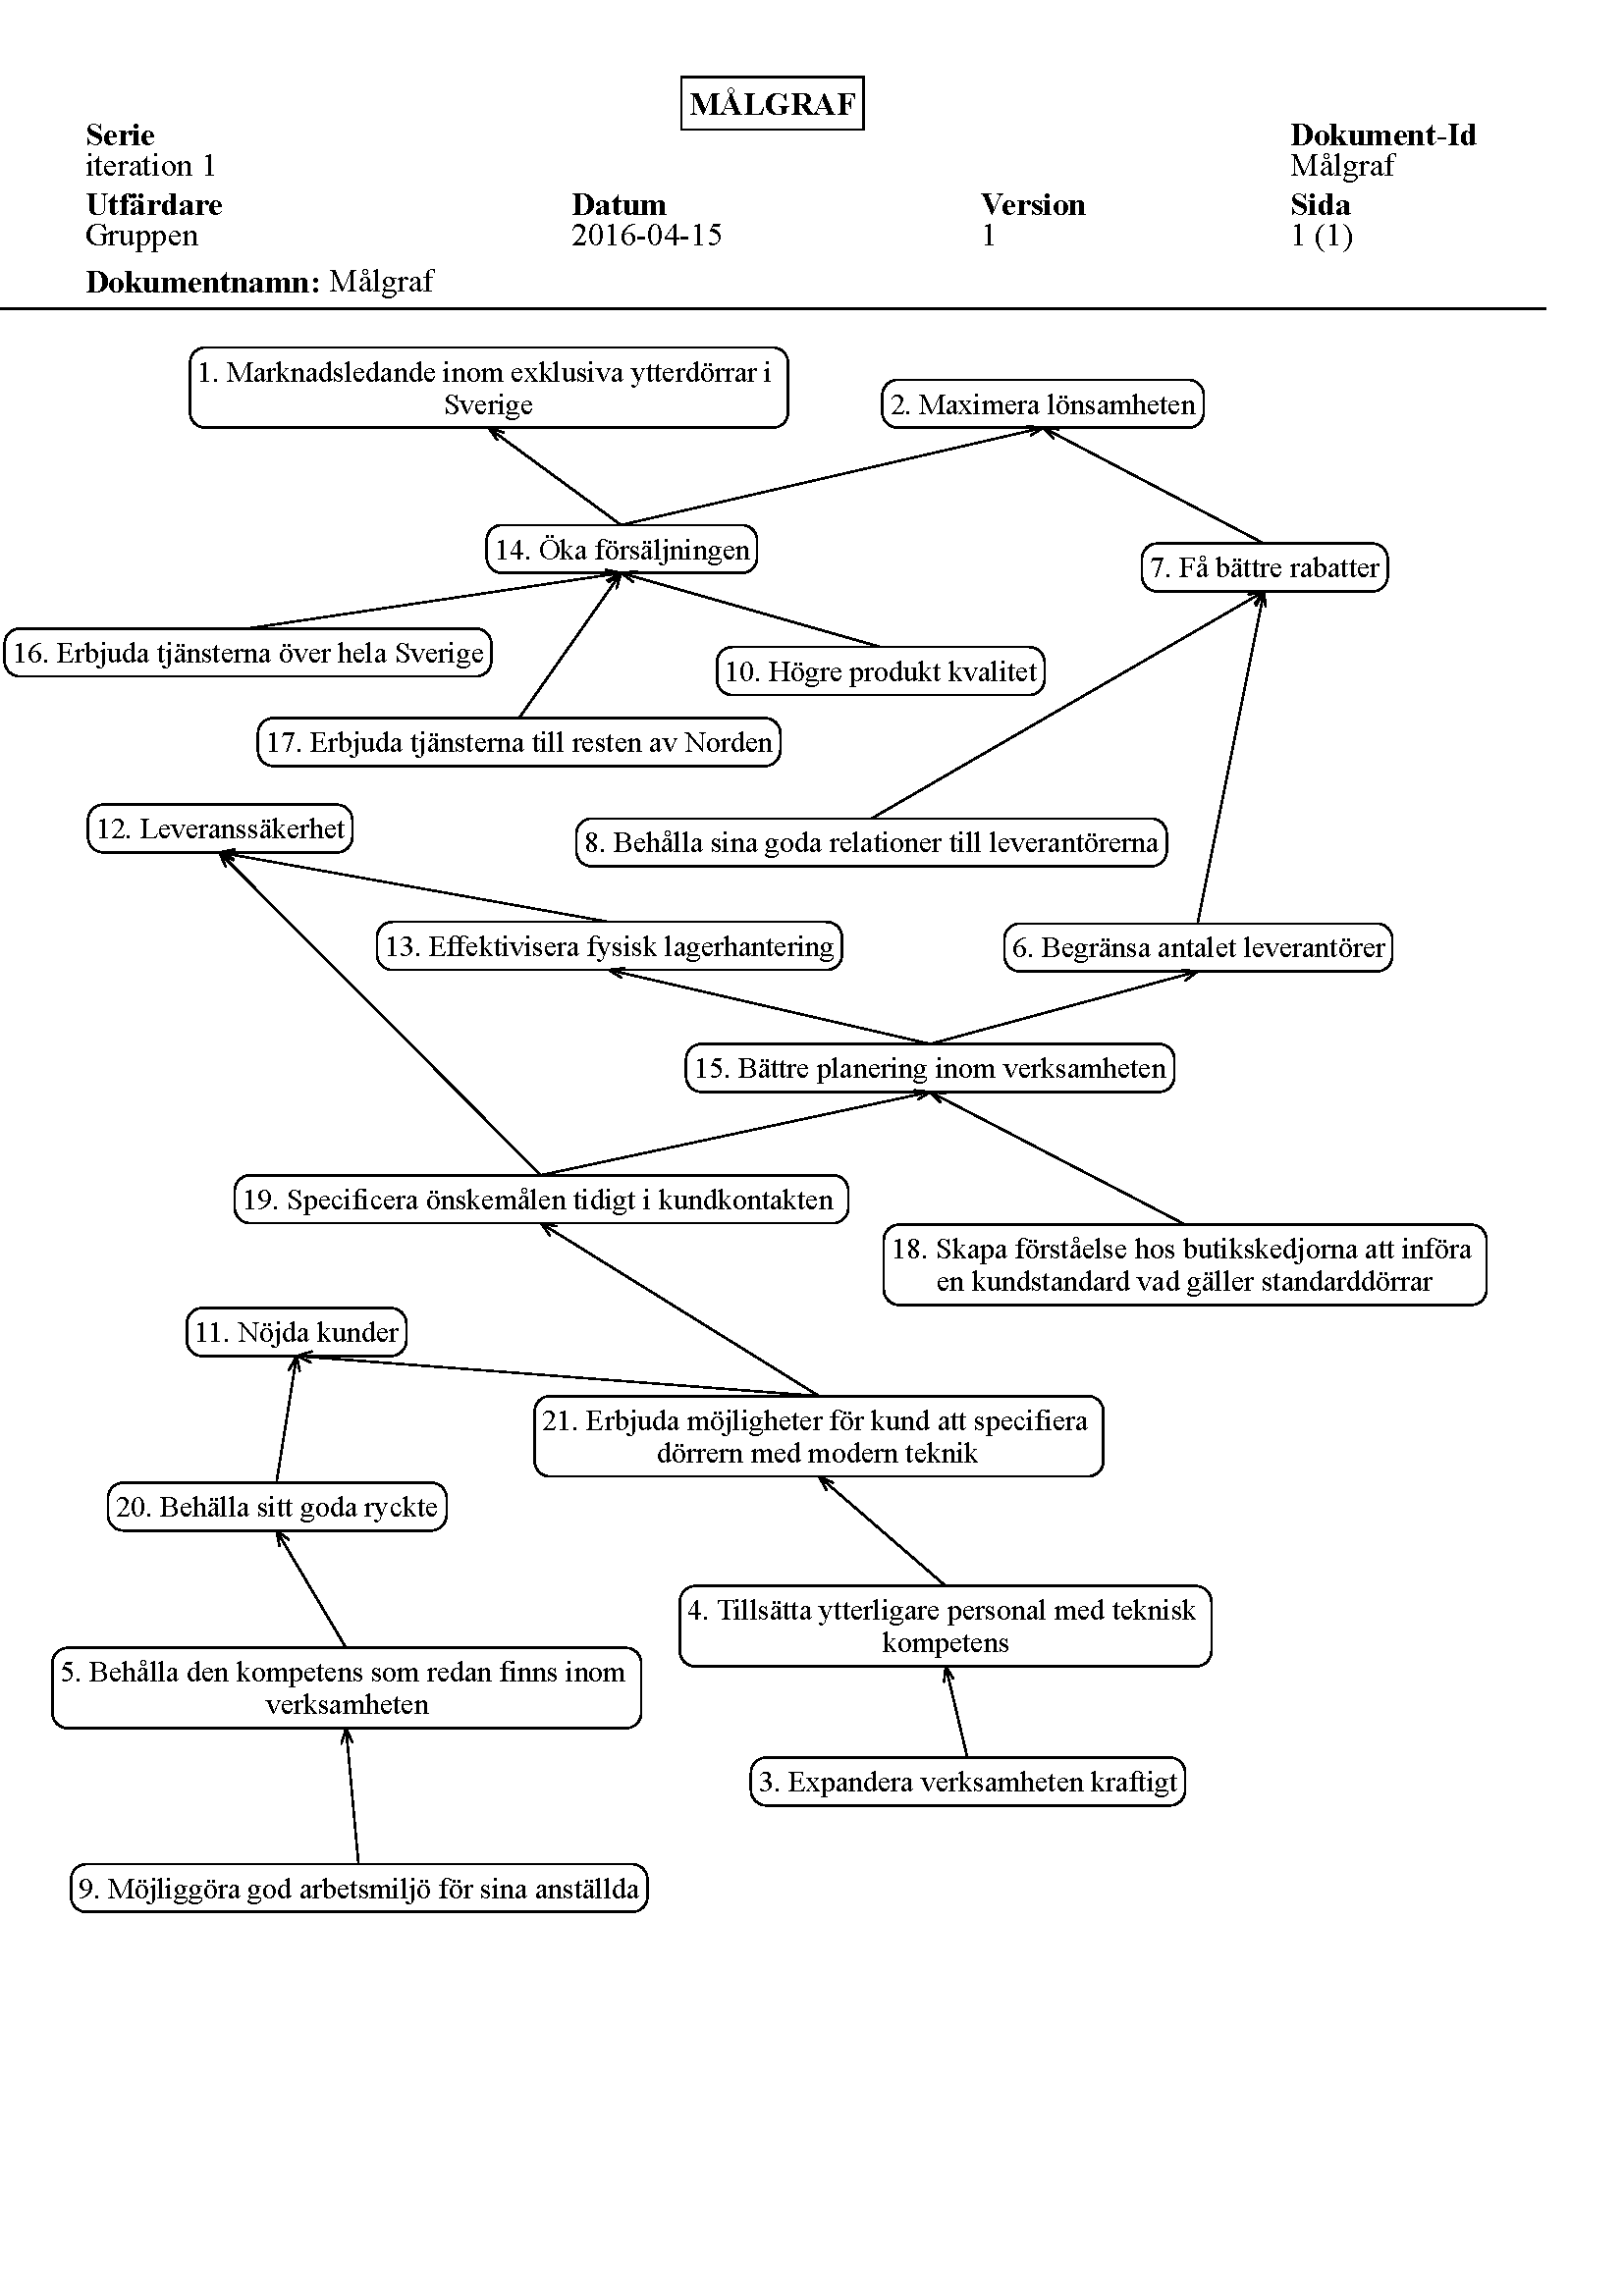 MÅLGRAF
Serie
iteration 1
Dokument-Id
Målgraf
Utfärdare
Gruppen
Datum
2016-04-15
Version
1
Sida
1 (1)
Dokumentnamn: Målgraf
1. Marknadsledande inom exklusiva ytterdörrar i
Sverige
2. Maximera lönsamheten
14. Öka försäljningen
7. Få bättre rabatter
16. Erbjuda tjänsterna över hela Sverige
10. Högre produkt kvalitet
17. Erbjuda tjänsterna till resten av Norden
12. Leveranssäkerhet
8. Behålla sina goda relationer till leverantörerna
13. Effektivisera fysisk lagerhantering
6. Begränsa antalet leverantörer
15. Bättre planering inom verksamheten
19. Specificera önskemålen tidigt i kundkontakten
18. Skapa förståelse hos butikskedjorna att införa
en kundstandard vad gäller standarddörrar
11. Nöjda kunder
21. Erbjuda möjligheter för kund att specifiera
dörrern med modern teknik
20. Behälla sitt goda ryckte
4. Tillsätta ytterligare personal med teknisk
kompetens
5. Behålla den kompetens som redan finns inom
verksamheten
3. Expandera verksamheten kraftigt
9. Möjliggöra god arbetsmiljö för sina anställda